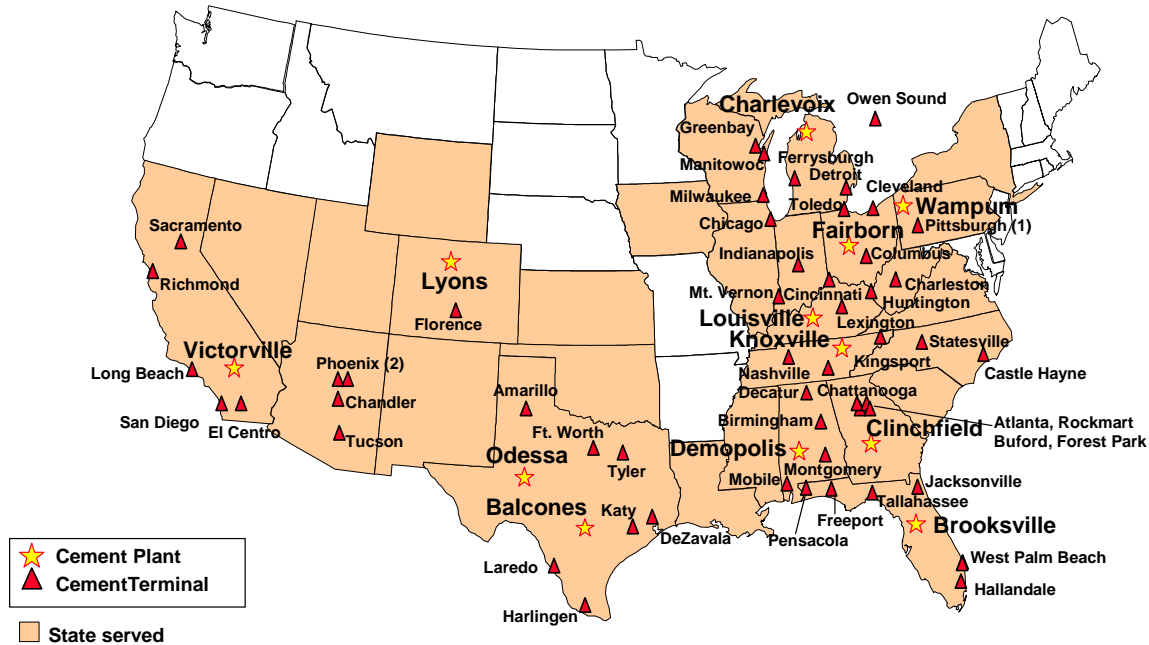 Charlevoix
Owen Sound
Greenbay
Manitowoc
Ferrysburgh
Detroit
Cleveland
Milwaukee
Toledo
Wampum
Chicago
Fairborn
Pittsburgh (1)
Sacramento
Indianapolis
Columbus
Richmond
Lyons
Mt. Vernon
Cincinnati
Charleston
Huntington
Florence
Louisville
Lexington
Knoxville
Statesville
Victorville
Phoenix (2)
Nashville
Kingsport
Long Beach
Castle Hayne
Amarillo
Decatur
Chattanooga
Chandler
San Diego
El Centro
Birmingham
Atlanta, Rockmart
Buford, Forest Park
Clinchfield
Ft. Worth
Tucson
Odessa
Tyler
Demopolis
Montgomery
Mobile
Jacksonville
Tallahassee
Balcones
Katy
Freeport
DeZavala
Pensacola
Brooksville
West Palm Beach
Laredo
Hallandale
Harlingen
Cement Plant
CementTerminal
State served